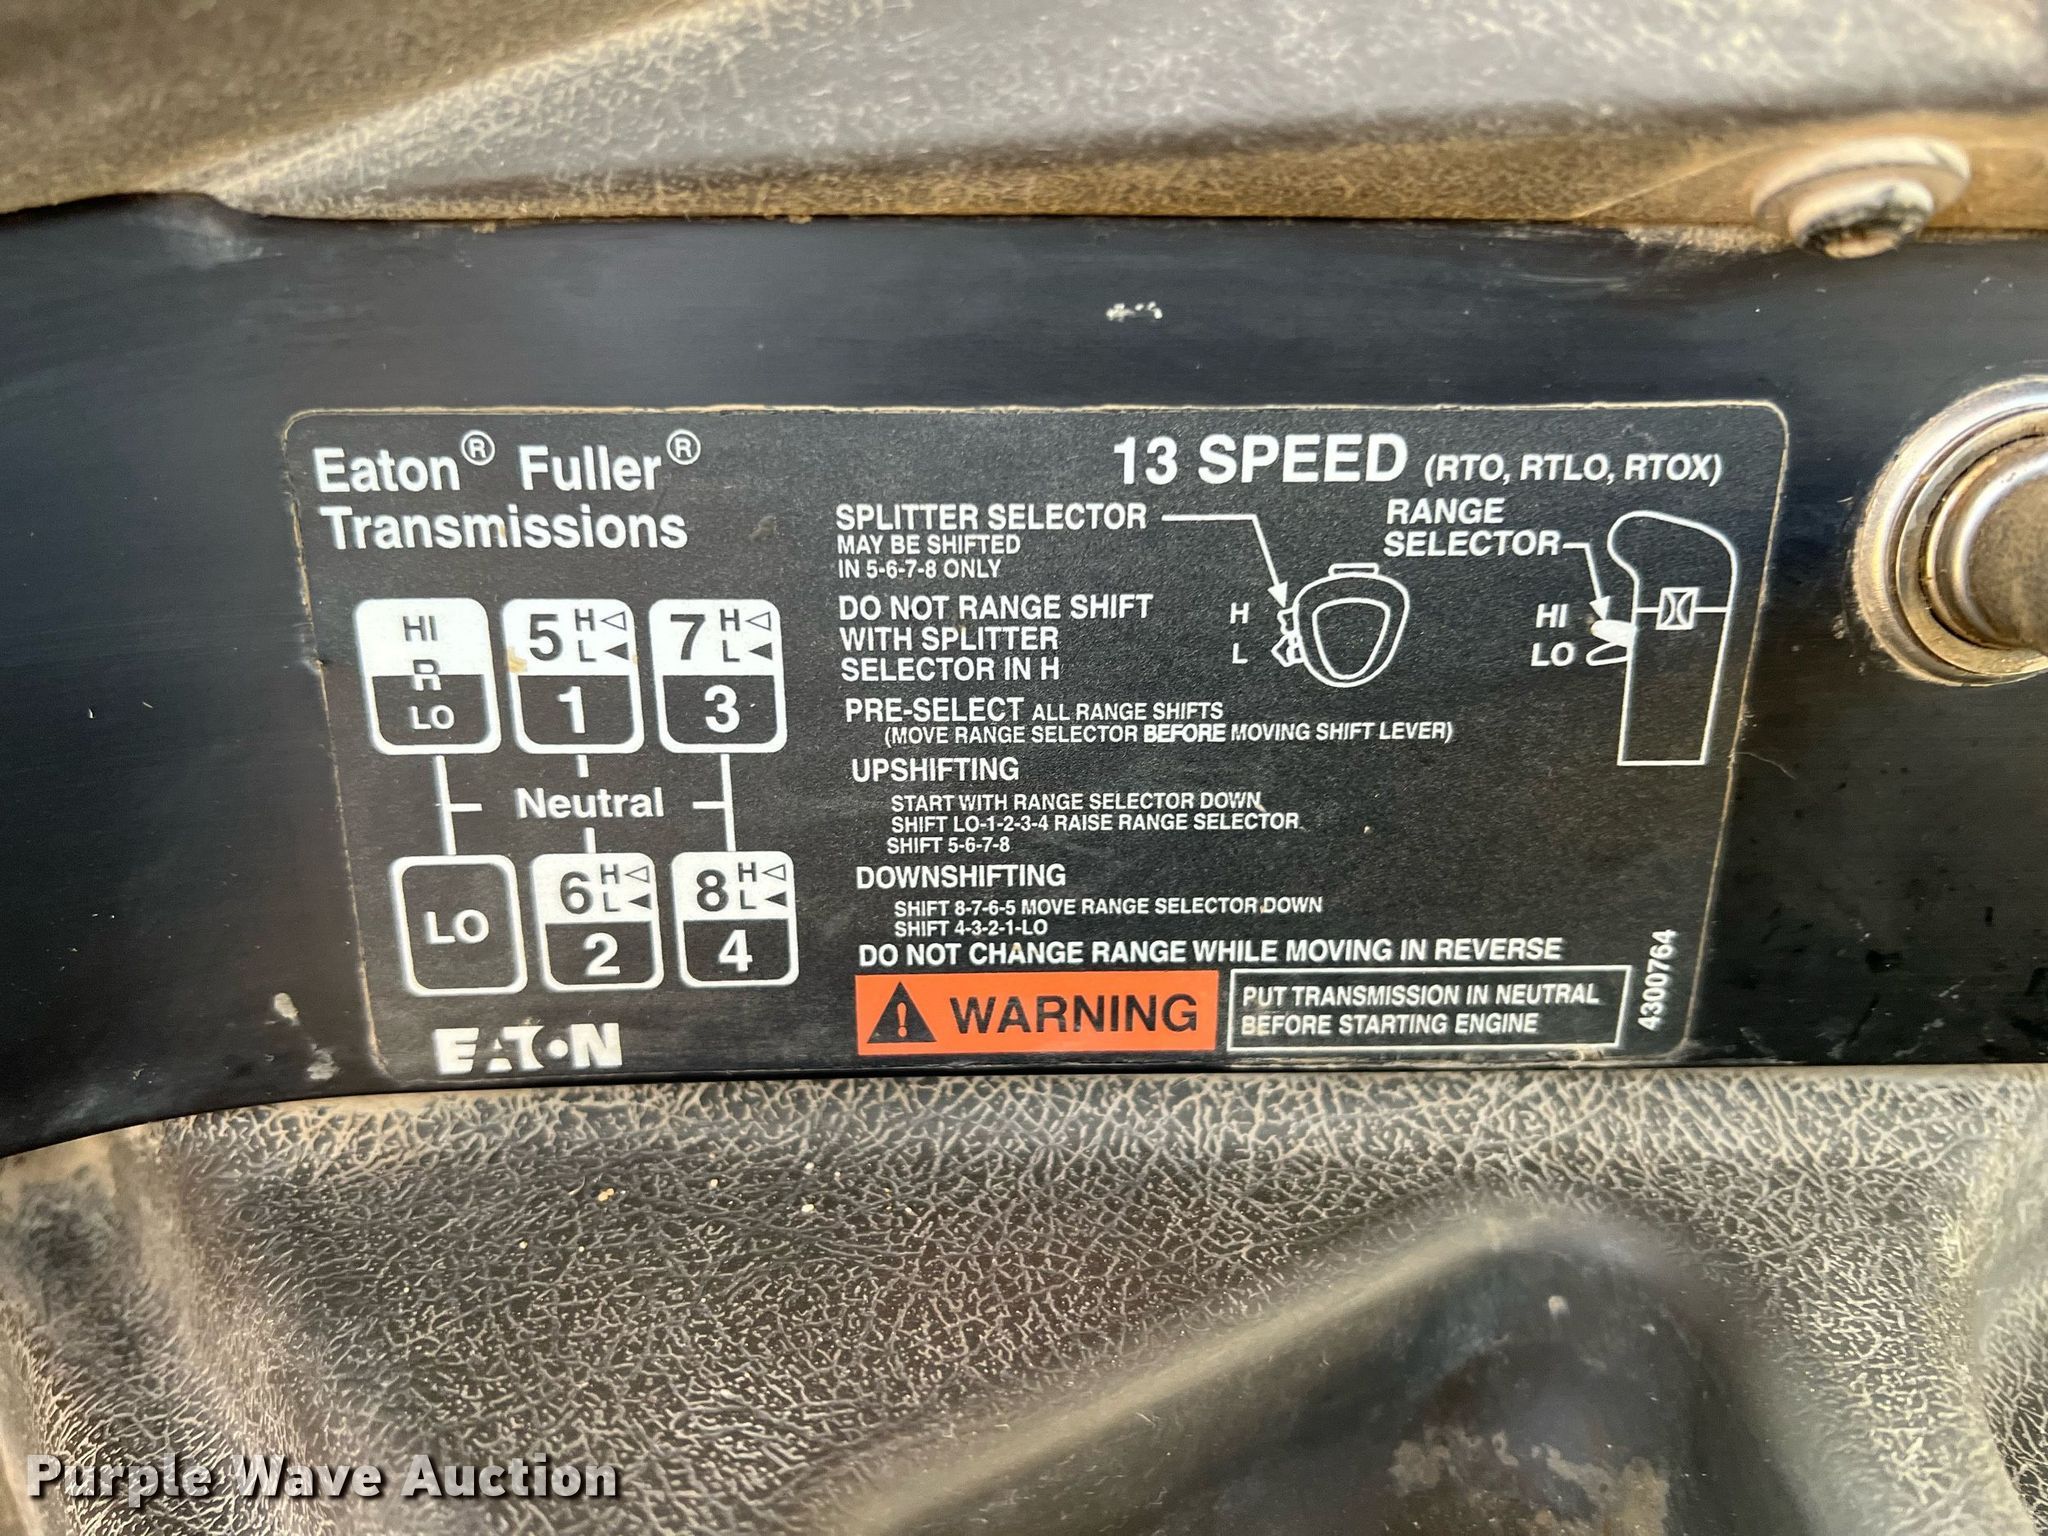 Eaton® Fuller®
Transmissions
13 SPEED (RTO, RTLO, RTOX)
SPLITTER SELECTOR
MAY BE SHIFTED
IN 5-6-7-8 ONLY
RANGE
SELECTOR
DO NOT RANGE SHIFT
WITH SPLITTER
SELECTOR IN H
H
L
HI
LO
PRE-SELECT ALL RANGE SHIFTS
(MOVE RANGE SELECTOR BEFORE MOVING SHIFT LEVER)
UPSHIFTING
START WITH RANGE SELECTOR DOWN
SHIFT LO-1-2-3-4 RAISE RANGE SELECTOR
SHIFT 5-6-7-8
DOWNSHIFTING
SHIFT 8-7-6-5 MOVE RANGE SELECTOR DOWN
SHIFT 4-3-2-1-LO
DO NOT CHANGE RANGE WHILE MOVING IN REVERSE
WARNING
PUT TRANSMISSION IN NEUTRAL
BEFORE STARTING ENGINE
4300764
HI
R
LO
5 H L
1
7 H L
3
Neutral
LO
6 H L
2
8 H L
4
EATON
Purple Wave Auction